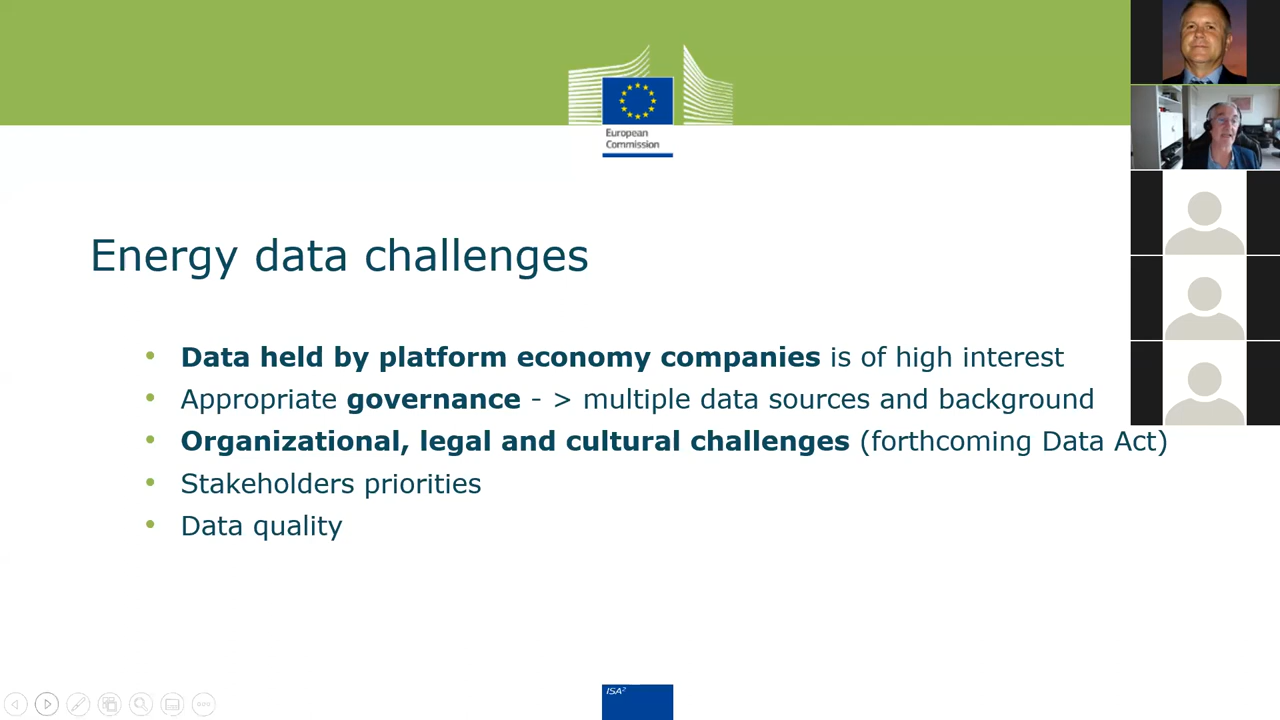 European
Commission
Energy data challenges
• Data held by platform economy companies is of high interest
• Appropriate governance - > multiple data sources and background
• Organizational, legal and cultural challenges (forthcoming Data Act)
• Stakeholders priorities
• Data quality
ISA²